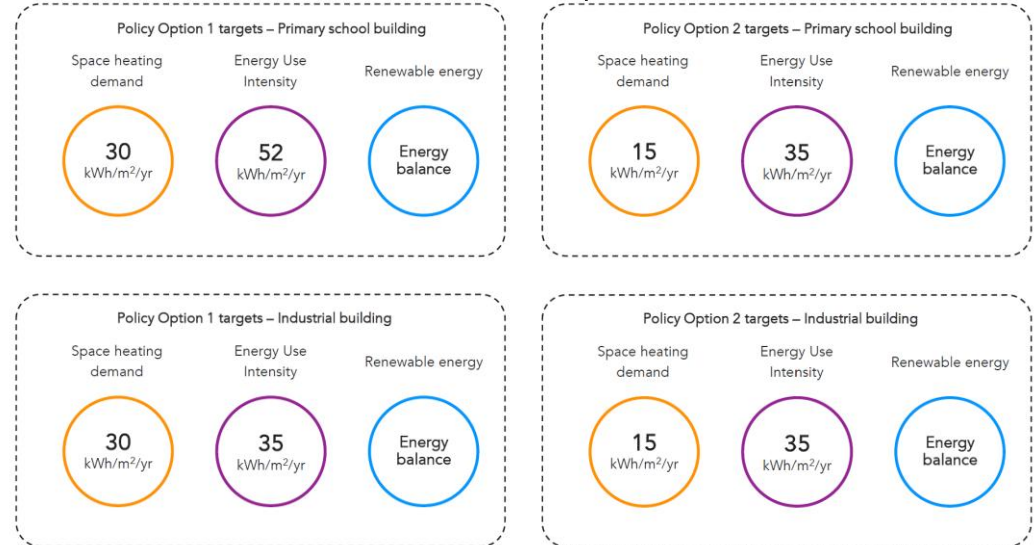 Policy Option 1 targets – Primary school building
Space heating
demand
Energy Use
Intensity
Renewable energy
30
kWh/m²/yr
52
kWh/m²/yr
Energy
balance
Policy Option 2 targets – Primary school building
Space heating
demand
Energy Use
Intensity
Renewable energy
15
kWh/m²/yr
35
kWh/m²/yr
Energy
balance
Policy Option 1 targets – Industrial building
Space heating
demand
Energy Use
Intensity
Renewable energy
30
kWh/m²/yr
35
kWh/m²/yr
Energy
balance
Policy Option 2 targets – Industrial building
Space heating
demand
Energy Use
Intensity
Renewable energy
15
kWh/m²/yr
35
kWh/m²/yr
Energy
balance